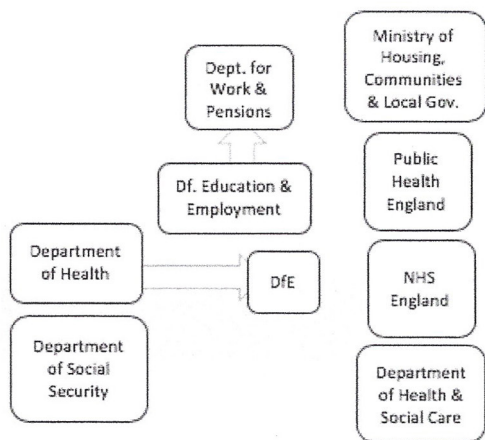 Ministry of
Housing,
Communities
& Local Gov.
Dept. for
Work &
Pensions
Public
Health
England
Df. Education &
Employment
Department
of Health
DfE
NHS
England
Department
of Social
Security
Department
of Health &
Social Care